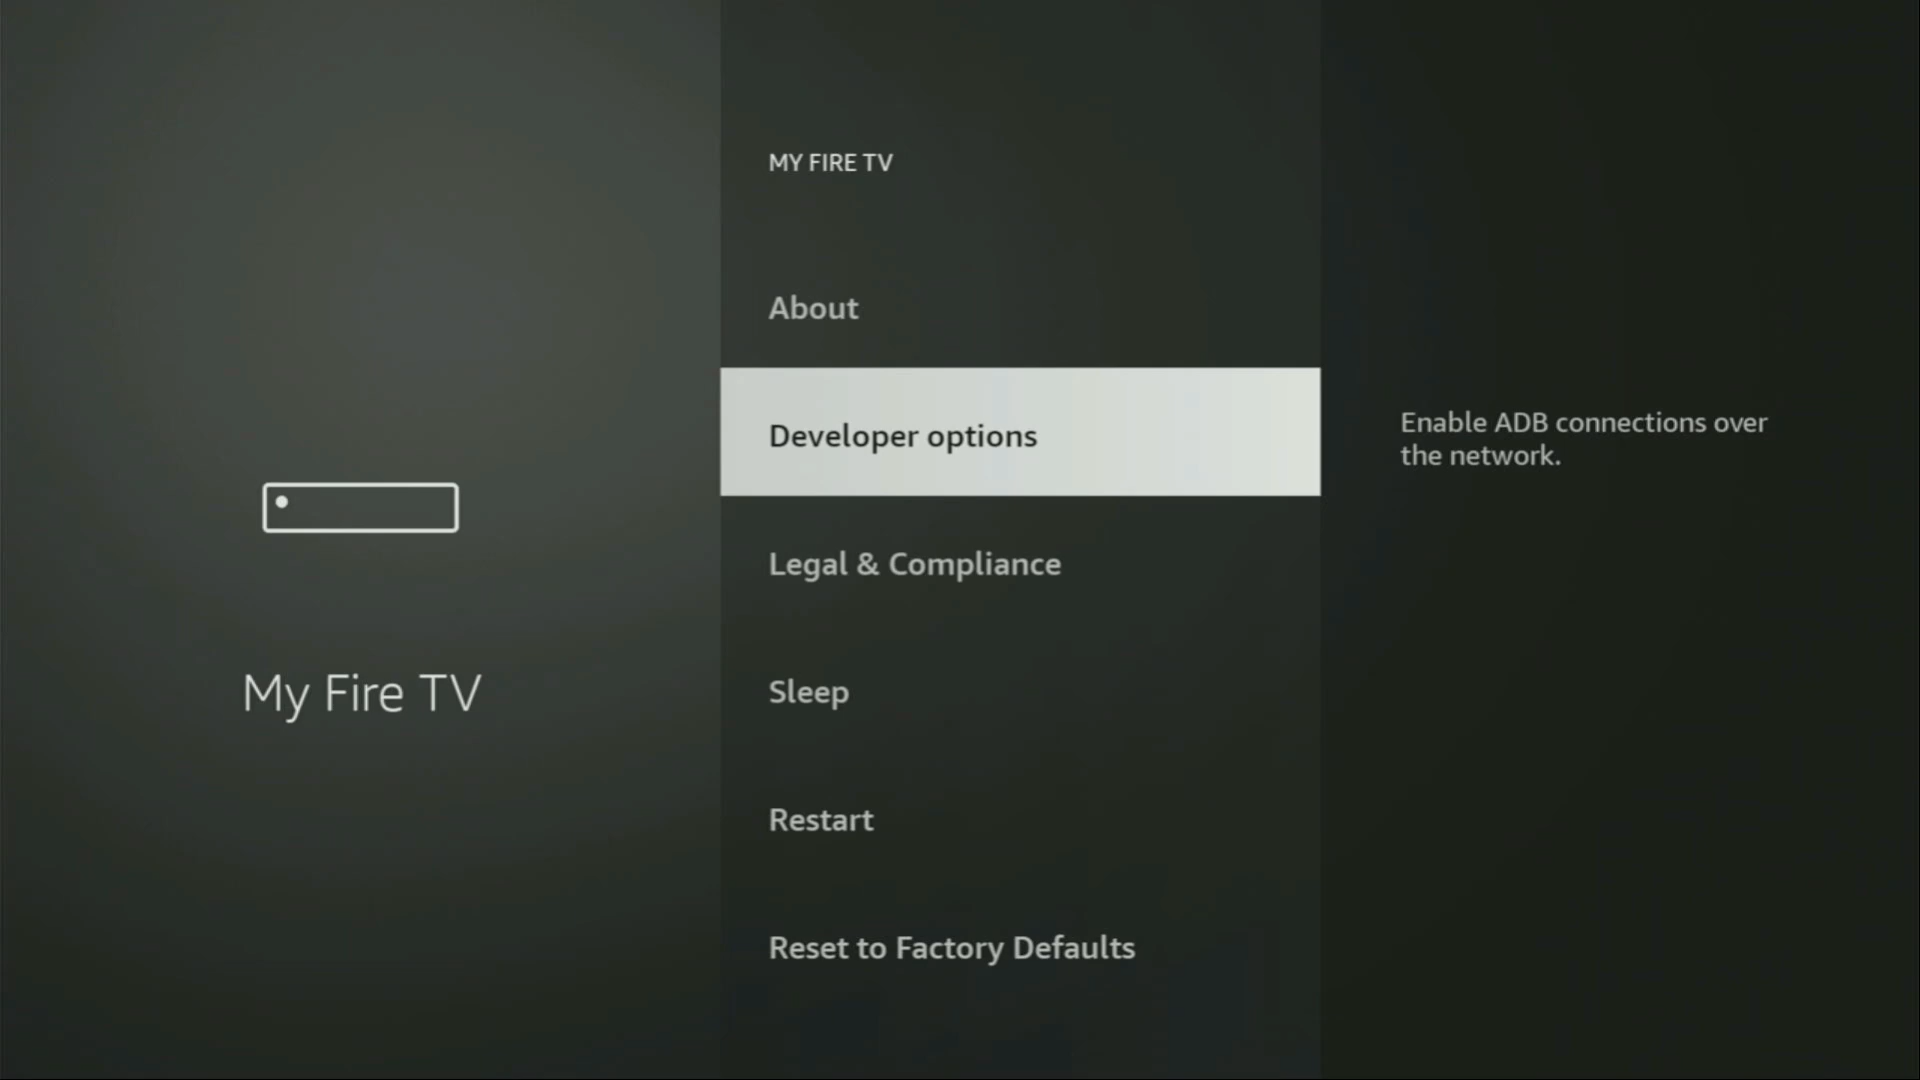 MY FIRE TV
About
Developer options
Enable ADB connections over
the network.
Legal & Compliance
Sleep
My Fire TV
Restart
Reset to Factory Defaults